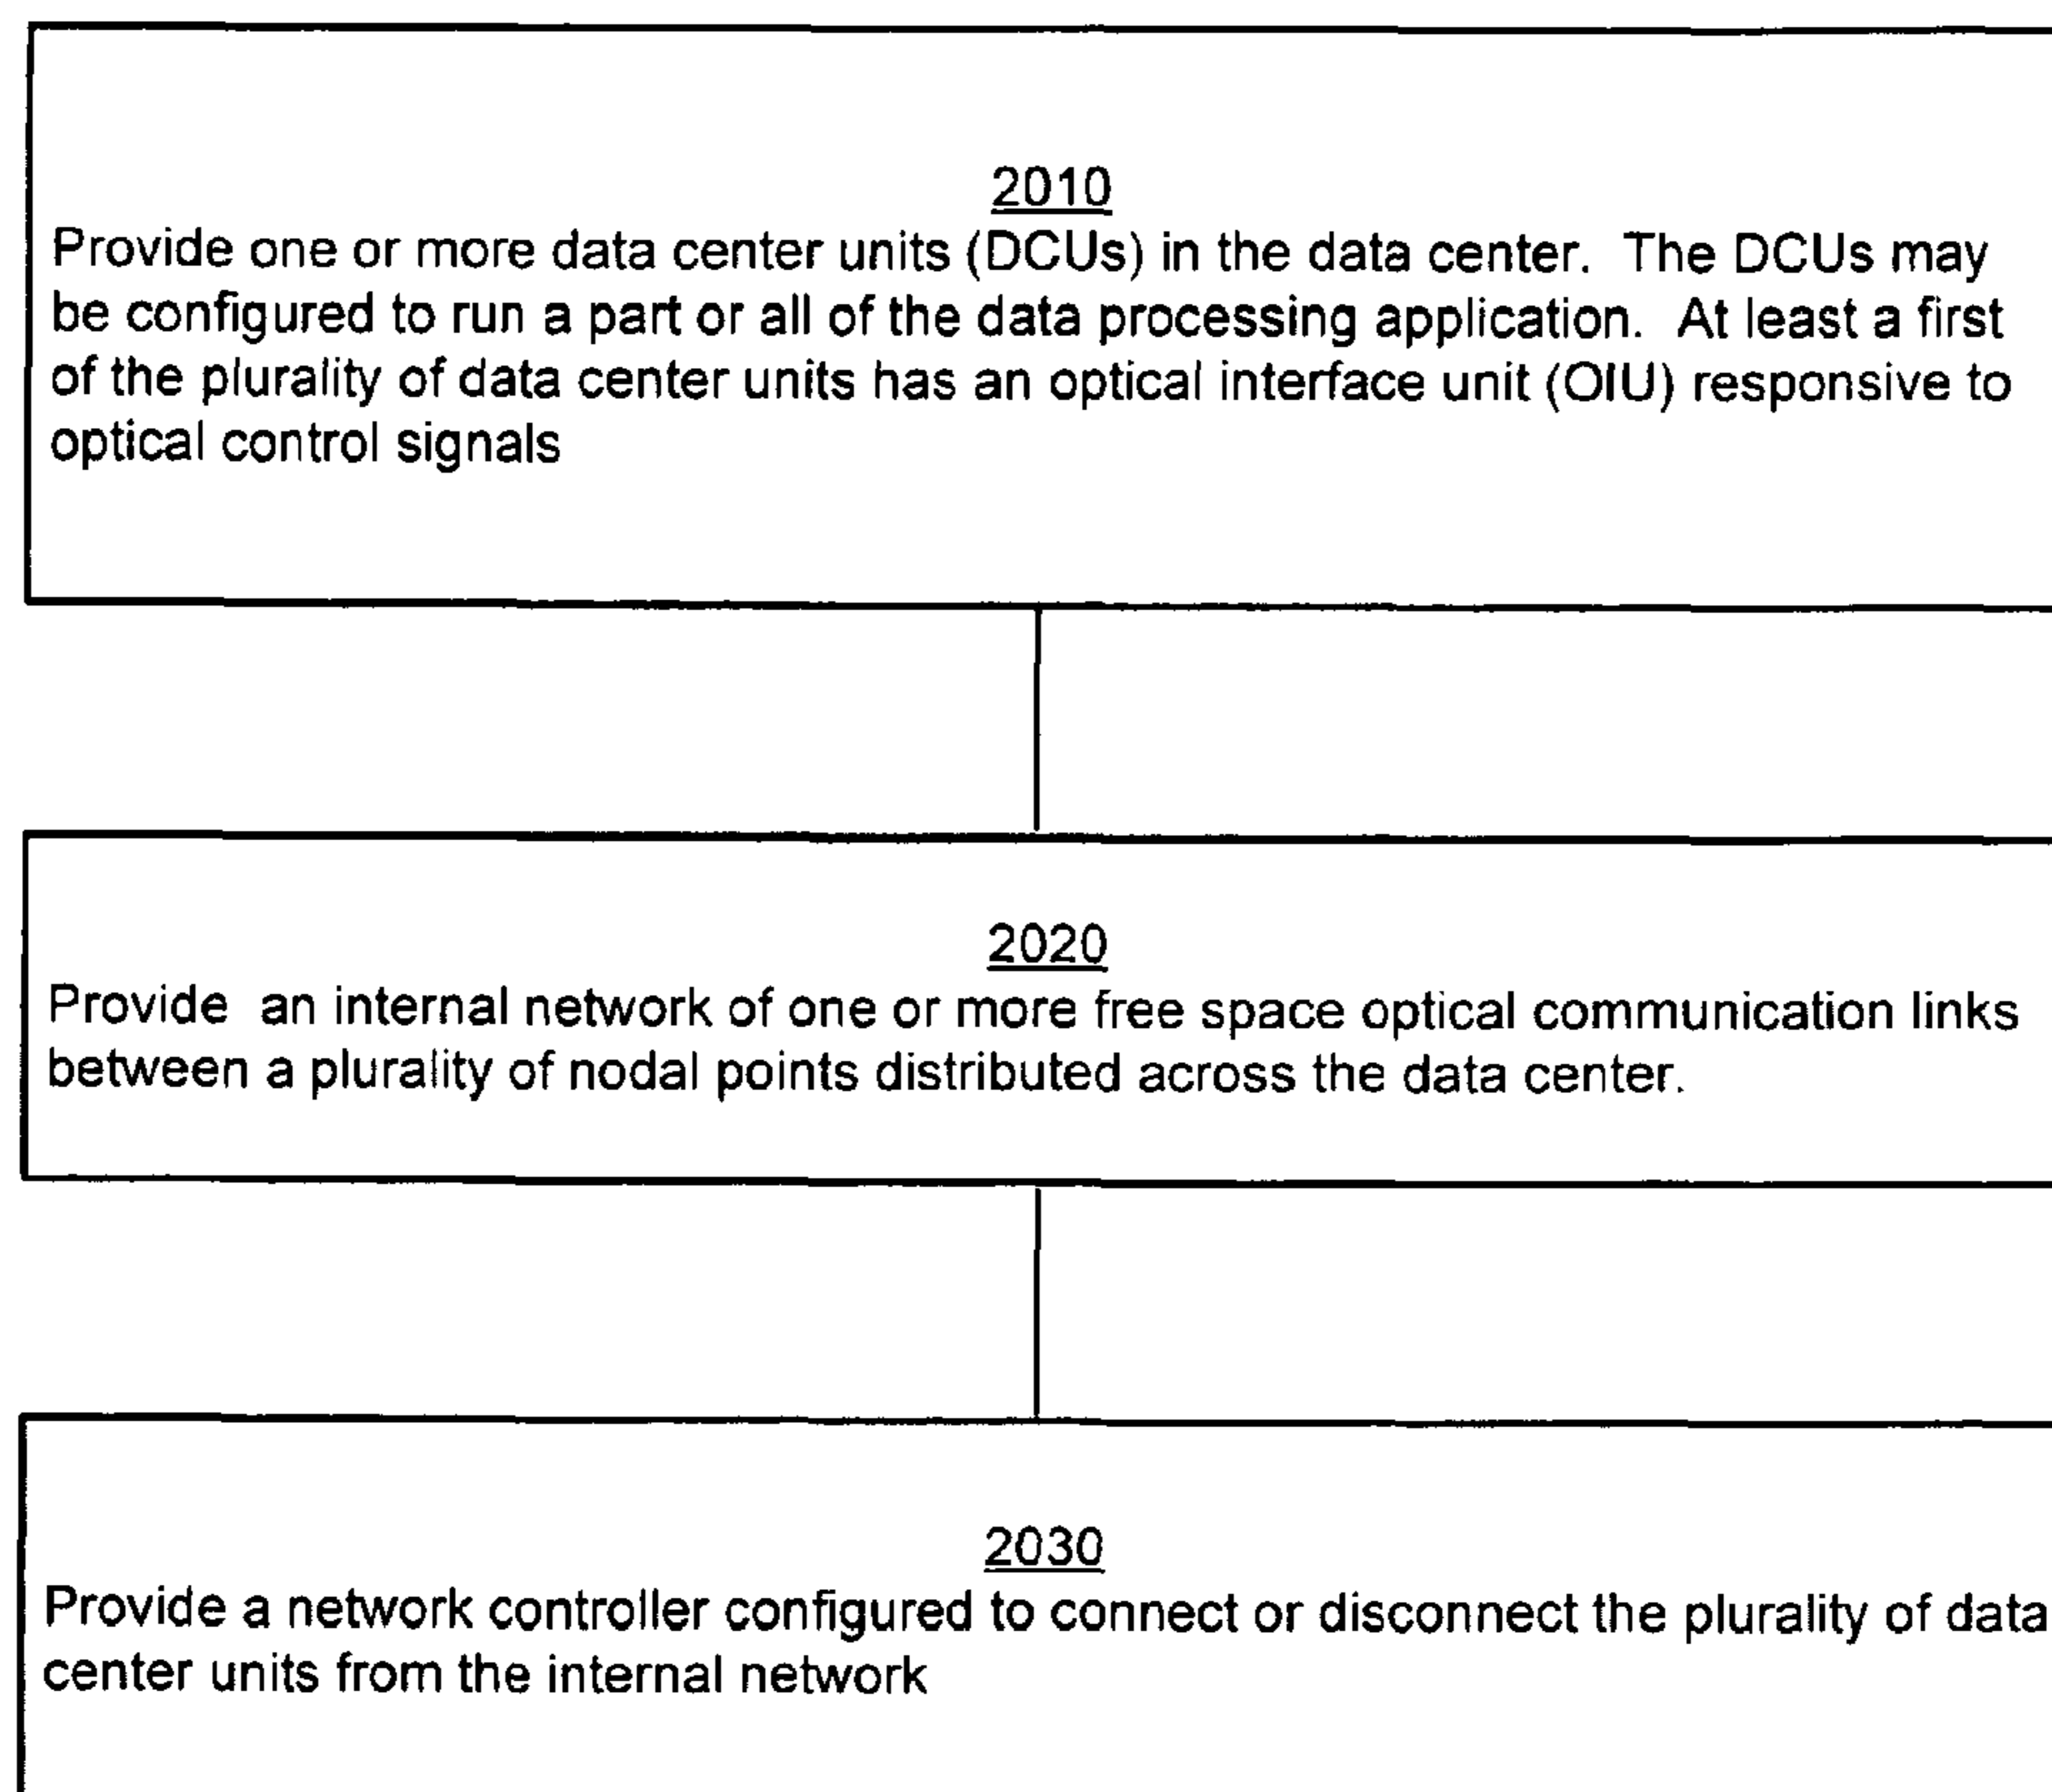 2010
Provide one or more data center units (DCUs) in the data center. The DCUs may
be configured to run a part or all of the data processing application. At least a first
of the plurality of data center units has an optical interface unit (OIU) responsive to
optical control signals
2020
Provide an internal network of one or more free space optical communication links
between a plurality of nodal points distributed across the data center.
2030
Provide a network controller configured to connect or disconnect the plurality of data
center units from the internal network